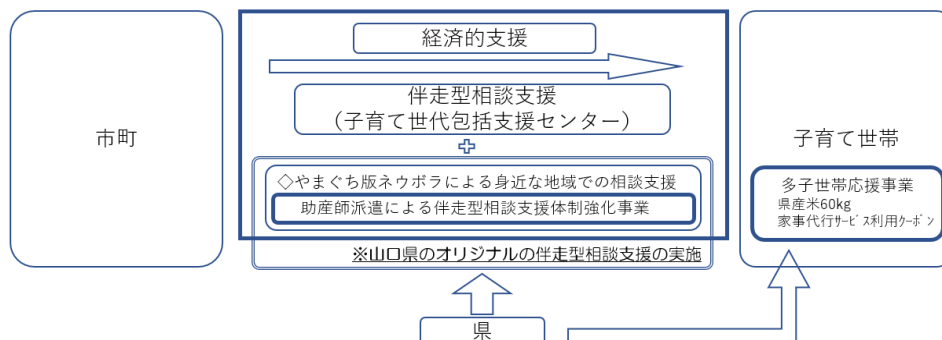 市町
経済的支援
伴走型相談支援
（子育て世代包括支援センター）
◇やまぐち版ネウボラによる身近な地域での相談支援
助産師派遣による伴走型相談支援体制強化事業
※山口県のオリジナルの伴走型相談支援の実施
県
子育て世帯
多子世帯応援事業
県産米60kg
家事代行ｻｰﾋﾞｽ利用ｸｰﾎﾟﾝ